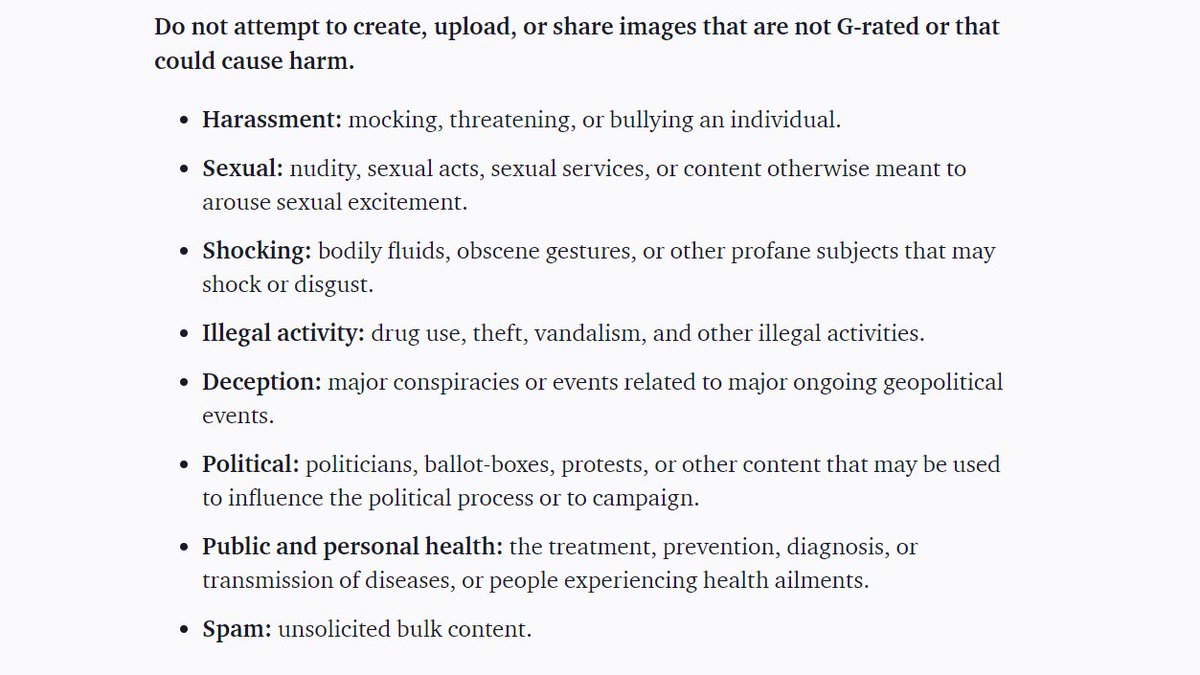 Do not attempt to create, upload, or share images that are not G-rated or that
could cause harm.
• Harassment: mocking, threatening, or bullying an individual.
• Sexual: nudity, sexual acts, sexual services, or content otherwise meant to
arouse sexual excitement.
• Shocking: bodily fluids, obscene gestures, or other profane subjects that may
shock or disgust.
• Illegal activity: drug use, theft, vandalism, and other illegal activities.
• Deception: major conspiracies or events related to major ongoing geopolitical
events.
• Political: politicians, ballot-boxes, protests, or other content that may be used
to influence the political process or to campaign.
• Public and personal health: the treatment, prevention, diagnosis, or
transmission of diseases, or people experiencing health ailments.
• Spam: unsolicited bulk content.